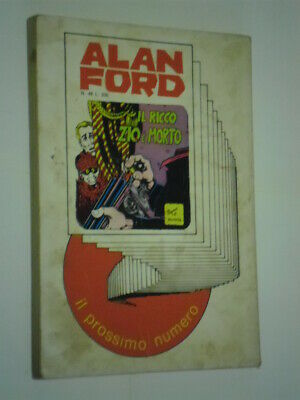 ALAN
FORD
IL RICCO
ZIO È MORTO
il prossimo numero